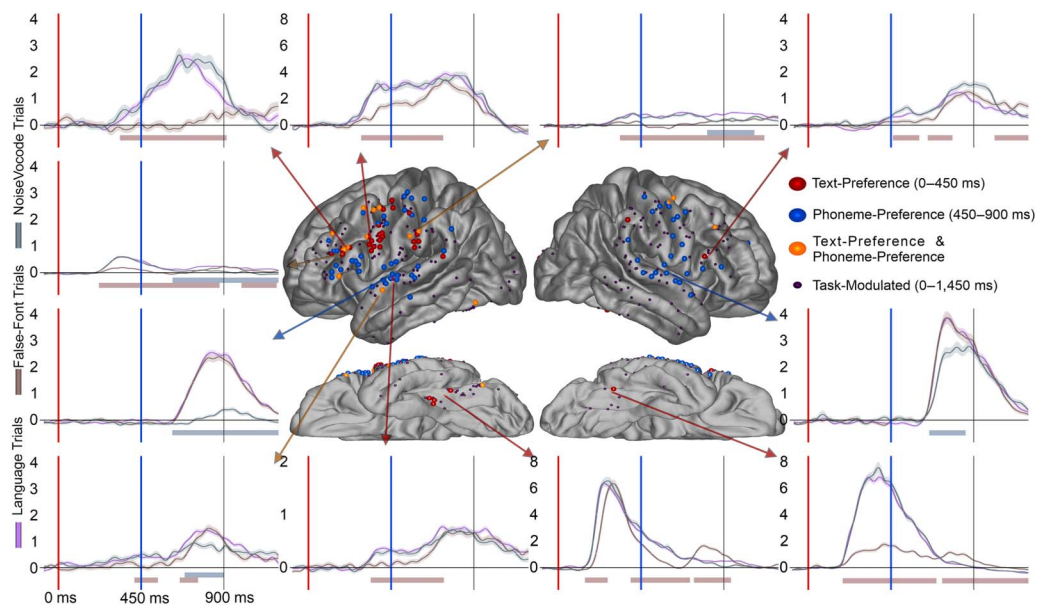 4 3 2 1 0
8 6 4 2 0
4 3 2 1 0
4 3 2 1 0
NoiseVocode Trials
False-Font Trials
Language Trials
4 3 2 1 0
Text-Preference (0–450 ms)
Phoneme-Preference (450–900 ms)
Text-Preference &
Phoneme-Preference
Task-Modulated (0–1,450 ms)
4 3 2 1 0
4 3 2 1 0
4 3 2 1 0
2 1 0
8 6 4 2 0
8 6 4 2 0
0 ms 450 ms 900 ms